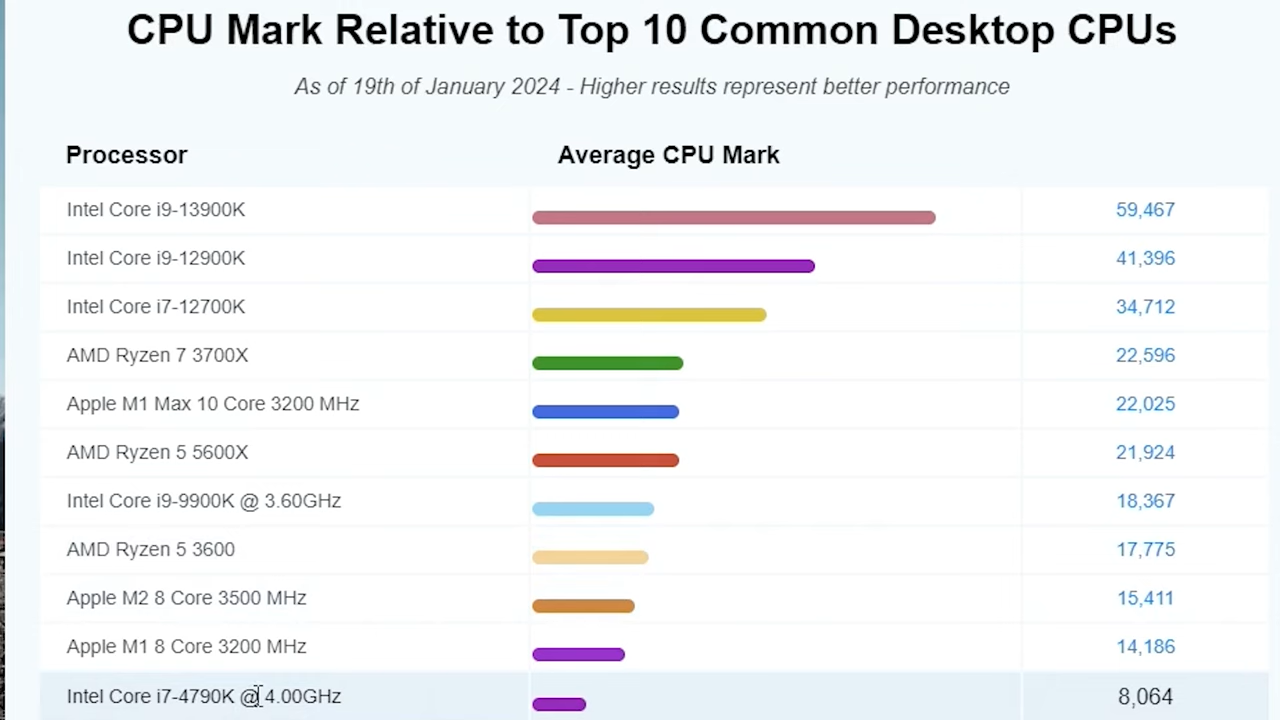 CPU Mark Relative to Top 10 Common Desktop CPUs
As of 19th of January 2024 - Higher results represent better performance
Processor Average CPU Mark
Intel Core i9-13900K 59,467
Intel Core i9-12900K 41,396
Intel Core i7-12700K 34,712
AMD Ryzen 7 3700X 22,596
Apple M1 Max 10 Core 3200 MHz 22,025
AMD Ryzen 5 5600X 21,924
Intel Core i9-9900K @ 3.60GHz 18,367
AMD Ryzen 5 3600 17,775
Apple M2 8 Core 3500 MHz 15,411
Apple M1 8 Core 3200 MHz 14,186
Intel Core i7-4790K @ 4.00GHz 8,064